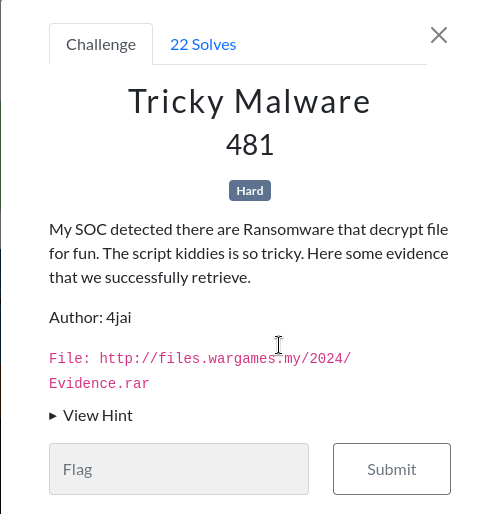 Challenge
22 Solves
Tricky Malware
481
Hard
My SOC detected there are Ransomware that decrypt file
for fun. The script kiddies is so tricky. Here some evidence
that we successfully retrieve.
Author: 4jai
File: http://files.wargames.my/2024/
Evidence.rar
View Hint
Flag
Submit